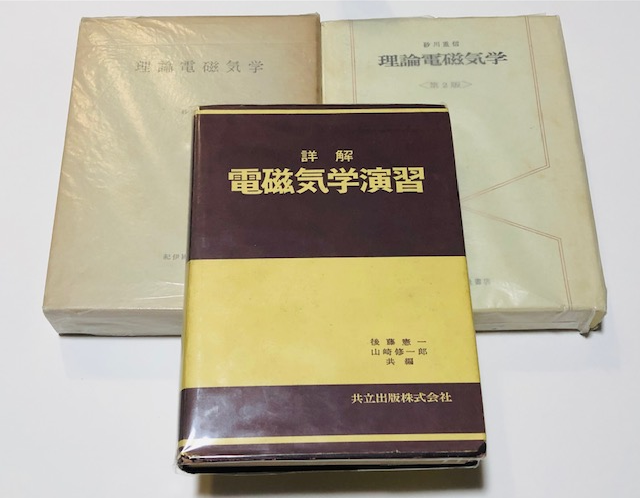 理論電磁気学
紀伊
砂川重信
理論電磁気学
<第2版>
詳解
電磁気学演習
後藤憲一
山崎修一郎
共編
共立出版株式会社